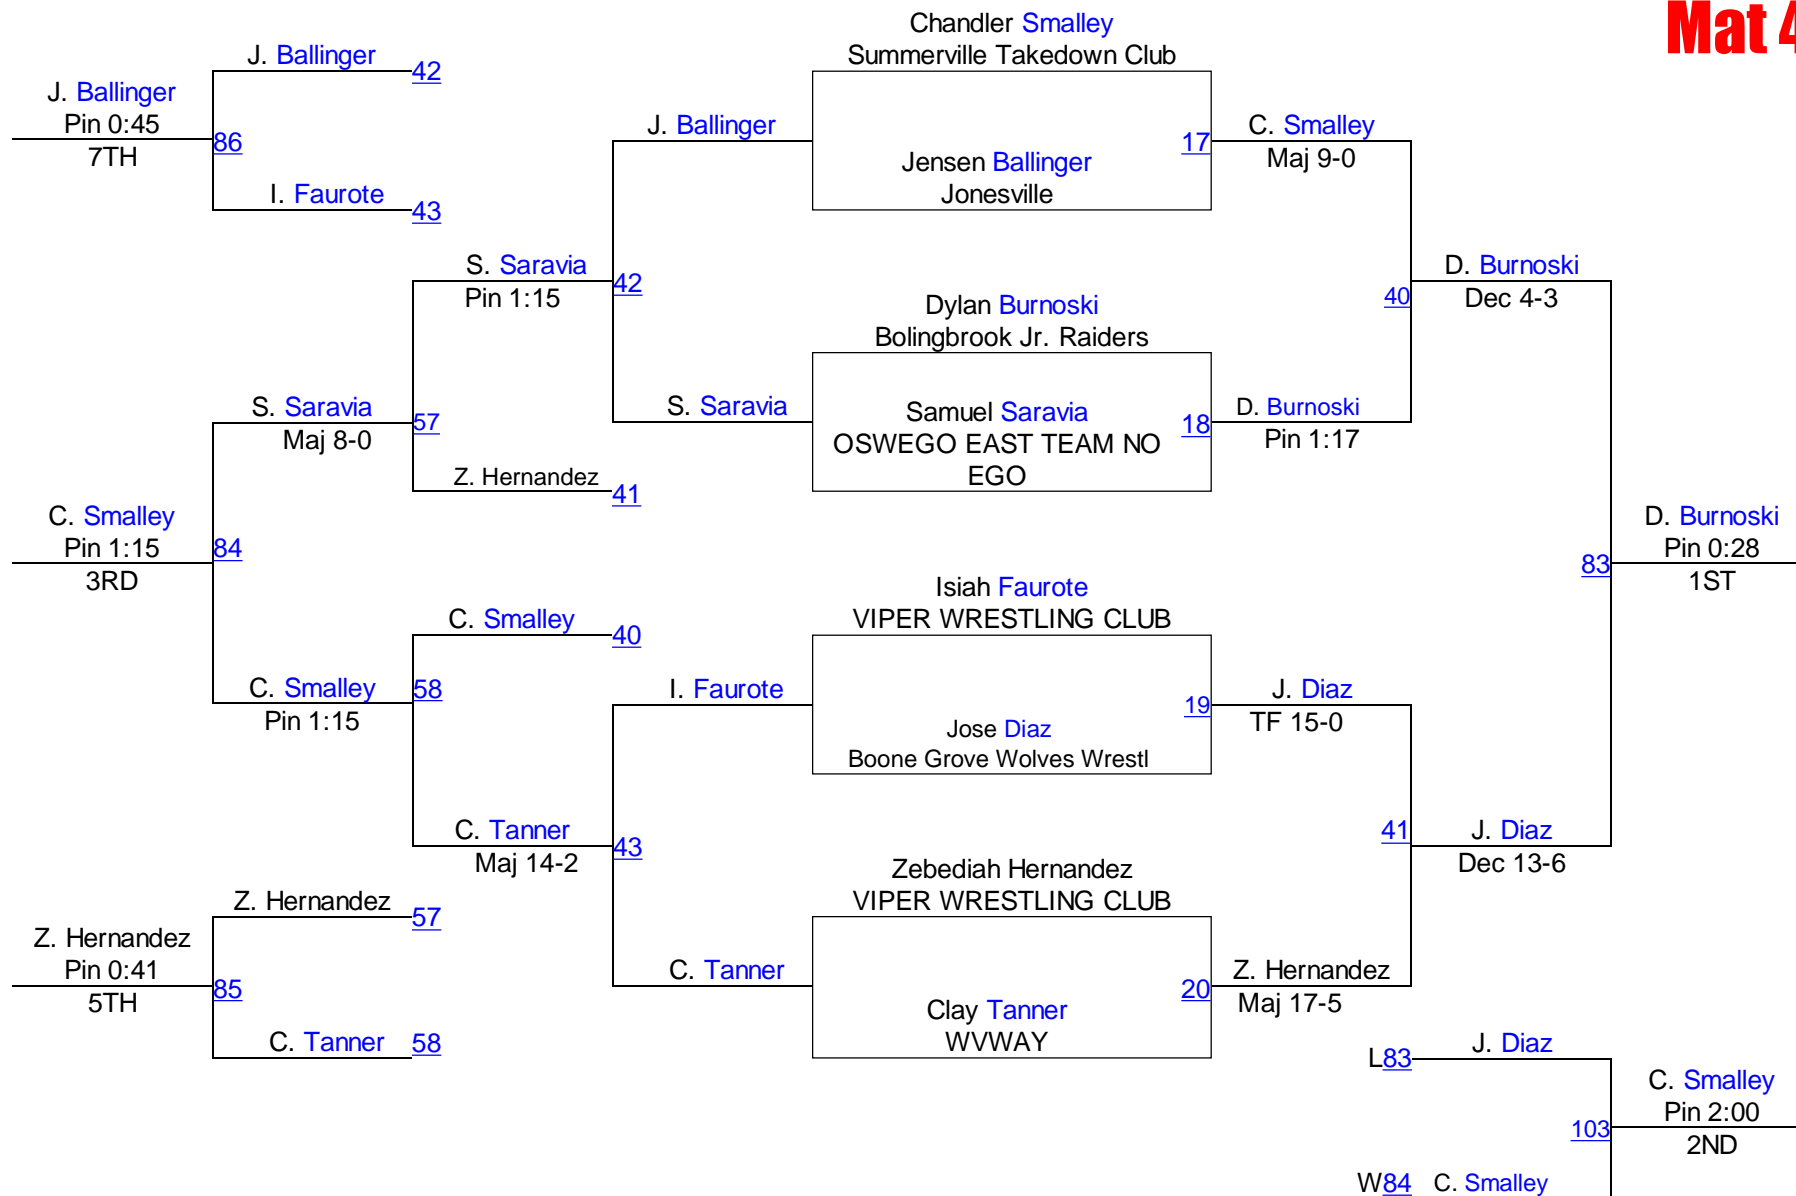 Mat 4
Chandler Smalley
Summerville Takedown Club
J. Ballinger
42
J. Ballinger
Pin 0:45
86
7TH
I. Faurote
43
J. Ballinger
Jensen Ballinger
Jonesville
17
C. Smalley
Maj 9-0
S. Saravia
Pin 1:15
42
Dylan Burnoski
Bolingbrook Jr. Raiders
40
D. Burnoski
Dec 4-3
S. Saravia
Maj 8-0
57
S. Saravia
Samuel Saravia
OSWEGO EAST TEAM NO
EGO
18
D. Burnoski
Pin 1:17
Z. Hernandez
41
C. Smalley
Pin 1:15
84
3RD
D. Burnoski
Pin 0:28
83
1ST
Isiah Faurote
VIPER WRESTLING CLUB
C. Smalley
40
C. Smalley
Pin 1:15
58
I. Faurote
Jose Diaz
Boone Grove Wolves Wrestl
19
J. Diaz
TF 15-0
C. Tanner
Maj 14-2
43
41
J. Diaz
Dec 13-6
Zebediah Hernandez
VIPER WRESTLING CLUB
Z. Hernandez
57
Z. Hernandez
Pin 0:41
85
5TH
C. Tanner
58
C. Tanner
Clay Tanner
WVWAY
20
Z. Hernandez
Maj 17-5
L83
J. Diaz
C. Smalley
Pin 2:00
103
2ND
W84
C. Smalley